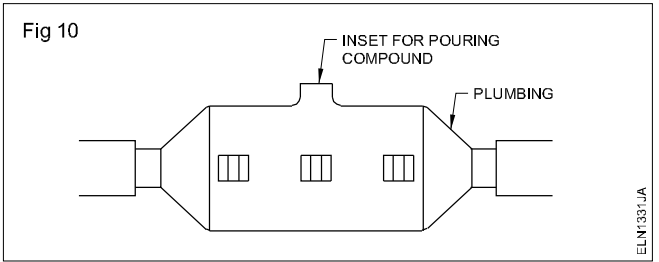 Fig 10
INSET FOR POURING
COMPOUND
PLUMBING
ELN1331JA